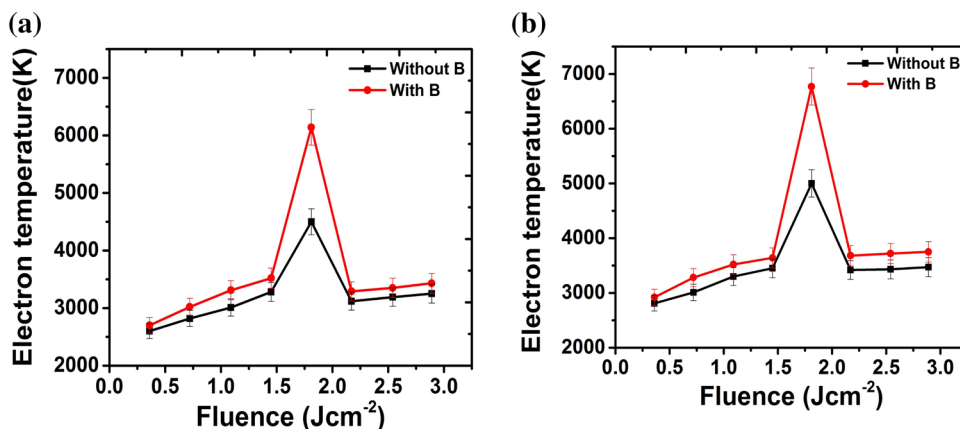 (a)
Electron temperature(K)
7000
6000
5000
4000
3000
2000
0.0 0.5 1.0 1.5 2.0 2.5 3.0
Fluence (Jcm-2)
Without B
With B
(b)
Electron temperature(K)
7000
6000
5000
4000
3000
2000
0.0 0.5 1.0 1.5 2.0 2.5 3.0
Fluence (Jcm-2)
Without B
With B